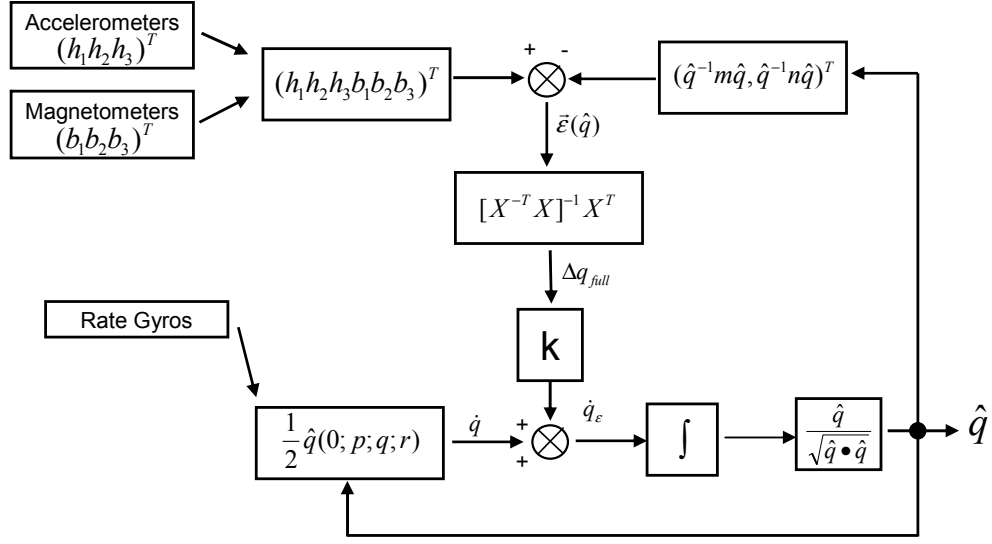 Accelerometers
(h₁h₂h₃)ᵀ
Magnetometers
(b₁b₂b₃)ᵀ
(h₁h₂h₃b₁b₂b₃)ᵀ
+ -
(q̂⁻¹mq̂, q̂⁻¹nq̂)ᵀ
ε⃗(q̂)
[X⁻ᵀX]⁻¹Xᵀ
Δq_full
k
Rate Gyros
½q̂(0; p; q; r)
q̇
+
+
q̇_ε
∫
q̂/√(q̂•q̂)
q̂